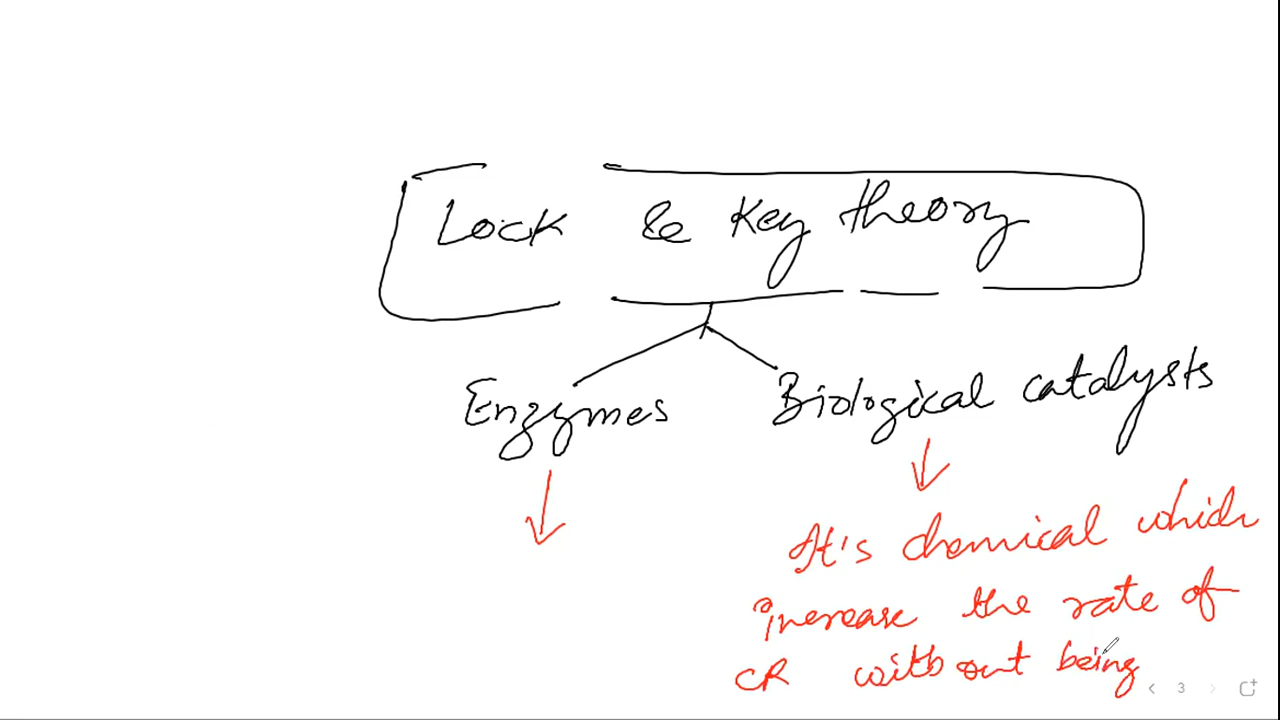 Lock & Key theory
Enzymes
Biological catalysts
It's chemical which
increase the rate of
CR without being
3